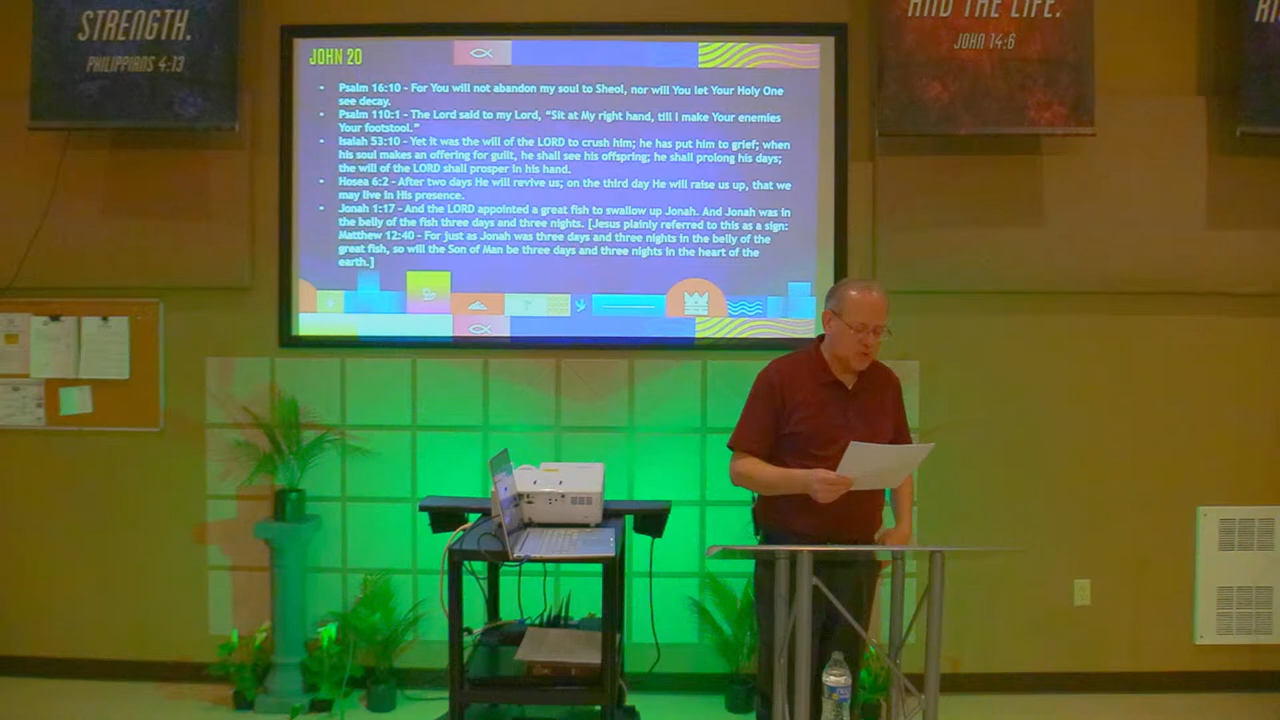 STRENGTH.
PHILIPPIANS 4:13
AND THE LIFE.
JOHN 14:6
JOHN 20
• Psalm 16:10 - For You will not abandon my soul to Sheol, nor will You let Your Holy One
see decay.
• Psalm 110:1 - The Lord said to my Lord, "Sit at My right hand, till I make Your enemies
Your footstool."
• Isaiah 53:10 - Yet it was the will of the LORD to crush him; he has put him to grief; when
his soul makes an offering for guilt, he shall see his offspring; he shall prolong his days;
the will of the LORD shall prosper in his hand.
• Hosea 6:2 - After two days He will revive us; on the third day He will raise us up, that we
may live in His presence.
• Jonah 1:17 - And the LORD appointed a great fish to swallow up Jonah. And Jonah was in
the belly of the fish three days and three nights. [Jesus plainly referred to this as a sign:
Matthew 12:40 - For just as Jonah was three days and three nights in the belly of the
great fish, so will the Son of Man be three days and three nights in the heart of the
earth.]